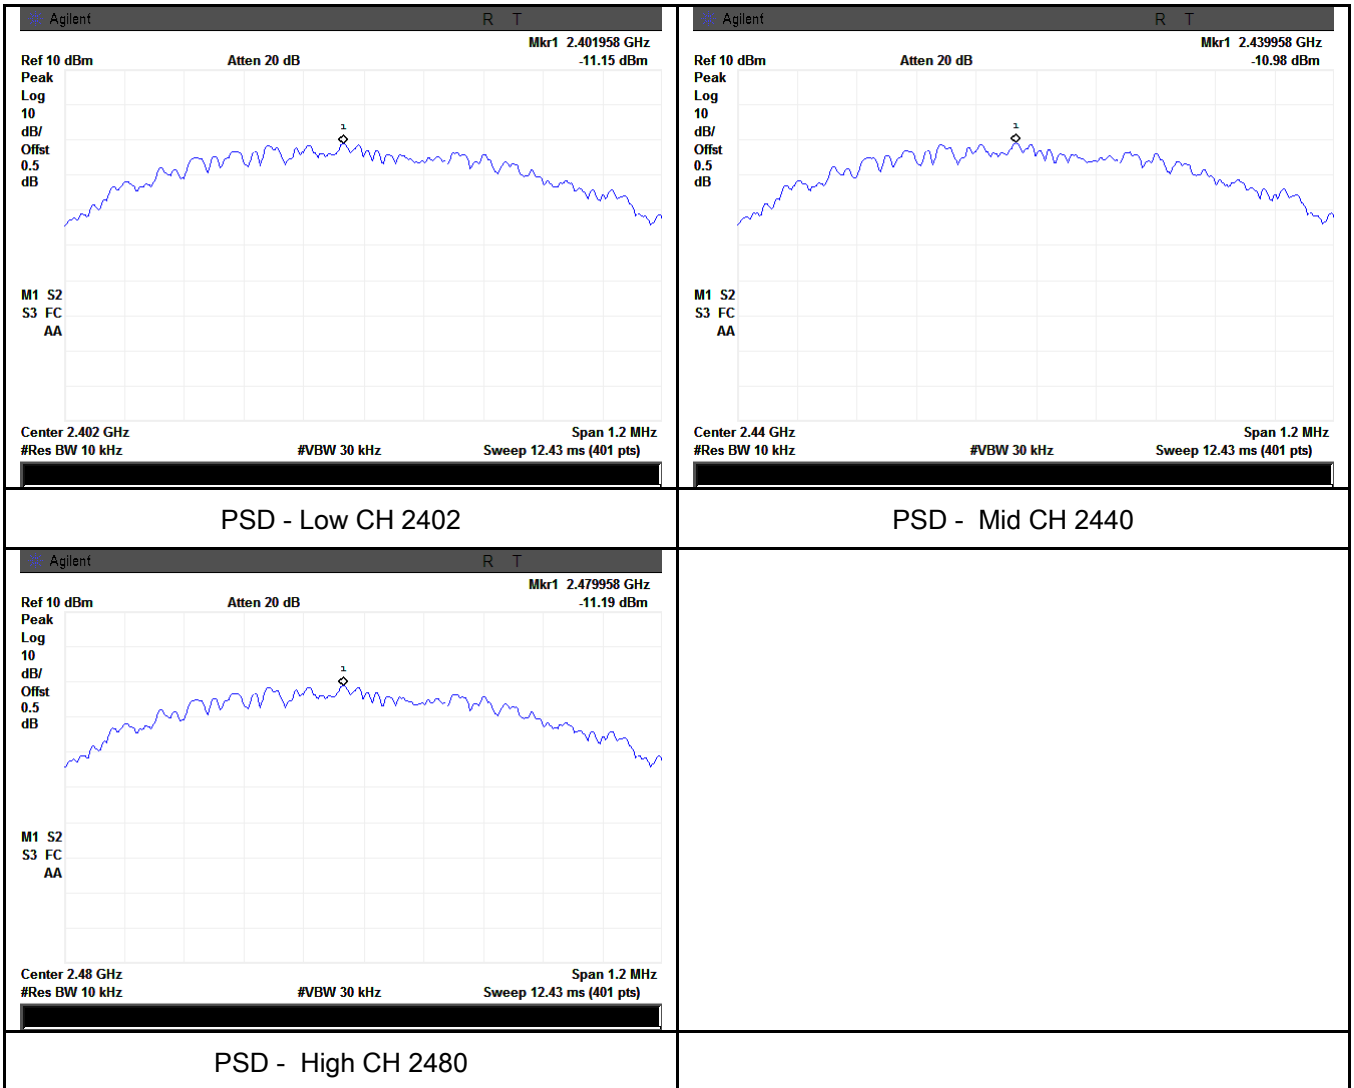 Agilent R T
Mkr1 2.401958 GHz
Ref 10 dBm Atten 20 dB -11.15 dBm
Peak
Log
10
dB/
Offst
0.5
dB
1
M1 S2
S3 FC
AA
Center 2.402 GHz Span 1.2 MHz
#Res BW 10 kHz #VBW 30 kHz Sweep 12.43 ms (401 pts)
PSD - Low CH 2402
Agilent R T
Mkr1 2.439958 GHz
Ref 10 dBm Atten 20 dB -10.98 dBm
Peak
Log
10
dB/
Offst
0.5
dB
1
M1 S2
S3 FC
AA
Center 2.44 GHz Span 1.2 MHz
#Res BW 10 kHz #VBW 30 kHz Sweep 12.43 ms (401 pts)
PSD - Mid CH 2440
Agilent R T
Mkr1 2.479958 GHz
Ref 10 dBm Atten 20 dB -11.19 dBm
Peak
Log
10
dB/
Offst
0.5
dB
1
M1 S2
S3 FC
AA
Center 2.48 GHz Span 1.2 MHz
#Res BW 10 kHz #VBW 30 kHz Sweep 12.43 ms (401 pts)
PSD - High CH 2480